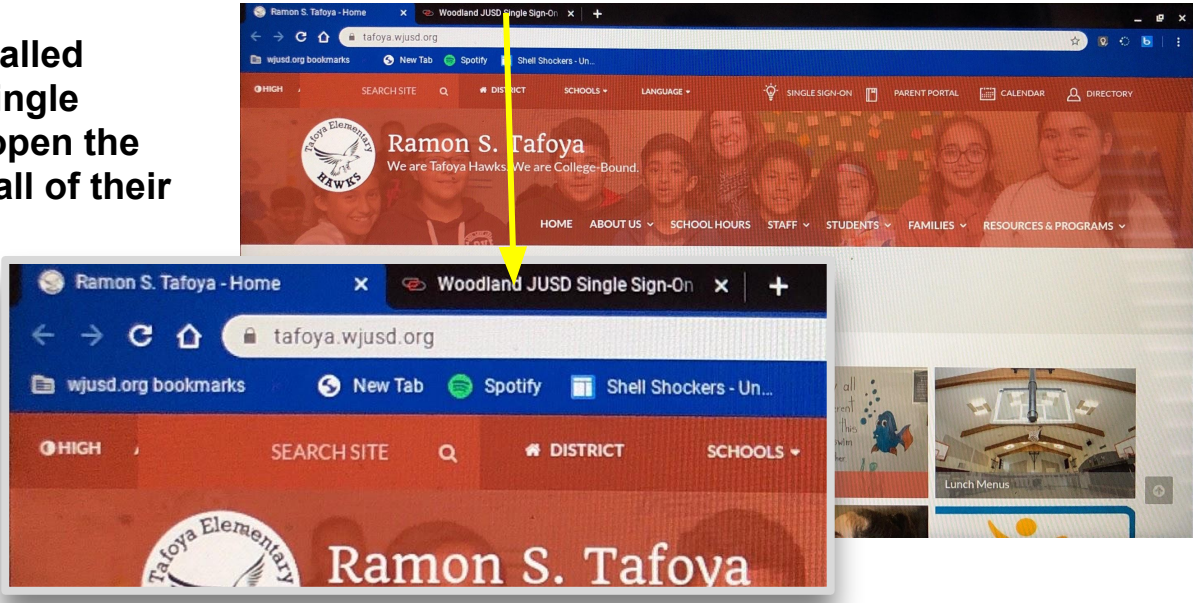 alled
ingle
open the
all of their
Ramon S. Tafoya - Home
Woodland JUSD Single Sign-On
tafoya.wjusd.org
wjusd.org bookmarks
New Tab
Spotify
Shell Shockers - Un...
HIGH
SEARCH SITE
DISTRICT
SCHOOLS
LANGUAGE
SINGLE SIGN-ON
PARENT PORTAL
CALENDAR
DIRECTORY
Tafoya Elementary
HAWKS
Ramon S. Tafoya
We are Tafoya Hawks. We are College-Bound.
HOME ABOUT US SCHOOL HOURS STAFF STUDENTS FAMILIES RESOURCES & PROGRAMS
Ramon S. Tafoya - Home
Woodland JUSD Single Sign-On
tafoya.wjusd.org
wjusd.org bookmarks
New Tab
Spotify
Shell Shockers - Un...
HIGH
SEARCH SITE
DISTRICT
SCHOOLS
Tafoya Elementary
Ramon S. Tafoya
all
this
Lunch Menus